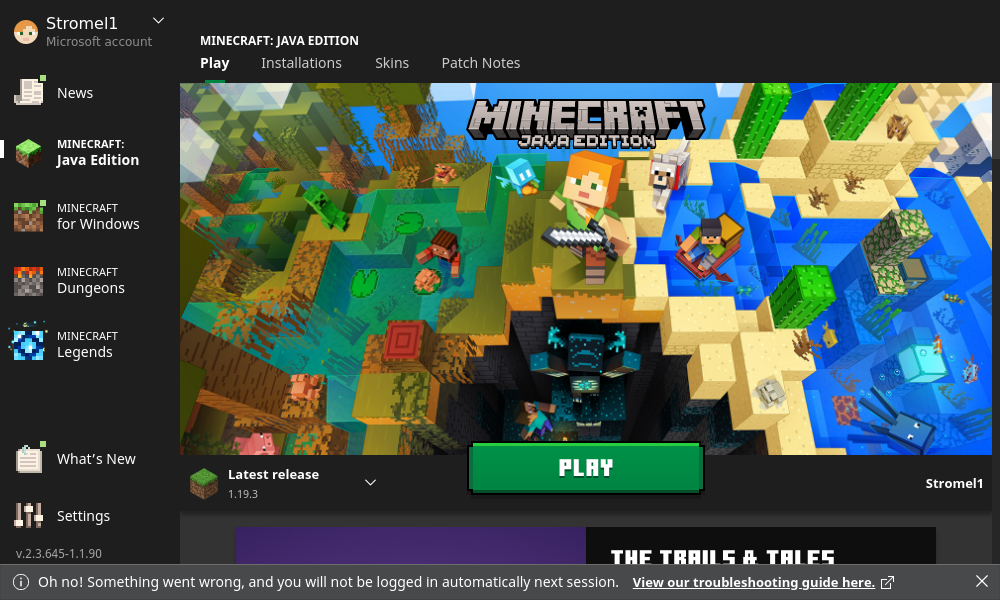 Stromel1
Microsoft account
News
MINECRAFT:
Java Edition
MINECRAFT
for Windows
MINECRAFT
Dungeons
MINECRAFT
Legends
What's New
Settings
v.2.3.645-1.1.90
MINECRAFT: JAVA EDITION
Play Installations Skins Patch Notes
MINECRAFT
JAVA EDITION
Latest release
1.19.3
PLAY
Stromel1
THE TRAILS & TALES
Oh no! Something went wrong, and you will not be logged in automatically next session. View our troubleshooting guide here.